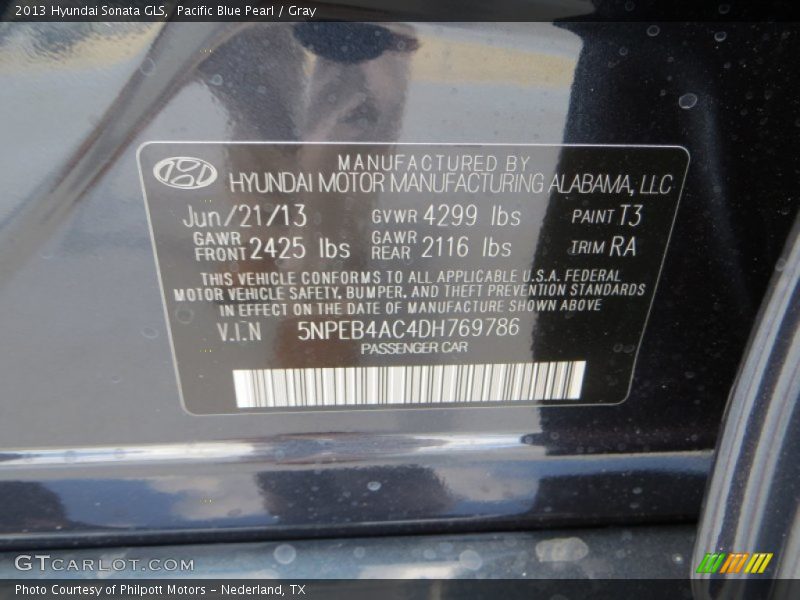 2013 Hyundai Sonata GLS, Pacific Blue Pearl / Gray
MANUFACTURED BY
HYUNDAI MOTOR MANUFACTURING ALABAMA, LLC
Jun/21/13 GVWR 4299 lbs PAINT T3
GAWR FRONT 2425 lbs GAWR REAR 2116 lbs TRIM RA
THIS VEHICLE CONFORMS TO ALL APPLICABLE U.S.A. FEDERAL
MOTOR VEHICLE SAFETY, BUMPER, AND THEFT PREVENTION STANDARDS
IN EFFECT ON THE DATE OF MANUFACTURE SHOWN ABOVE
V.I.N 5NPEB4AC4DH769786
PASSENGER CAR
GTCARLOT.COM
Photo Courtesy of Philpott Motors - Nederland, TX